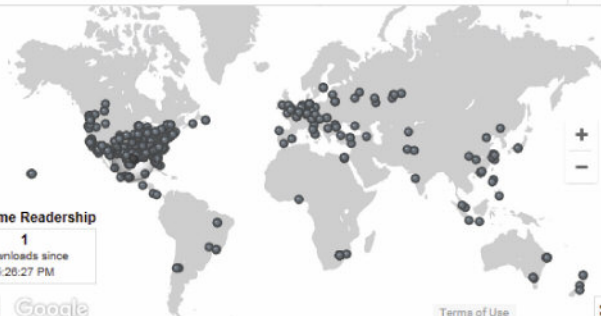 +
−
me Readership
1
wnloads since
:26:27 PM
Google
Terms of Use